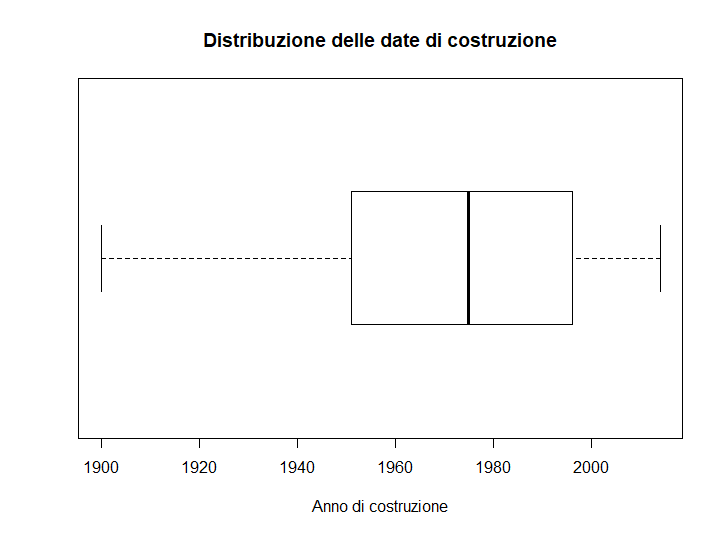 Distribuzione delle date di costruzione
1900 1920 1940 1960 1980 2000
Anno di costruzione